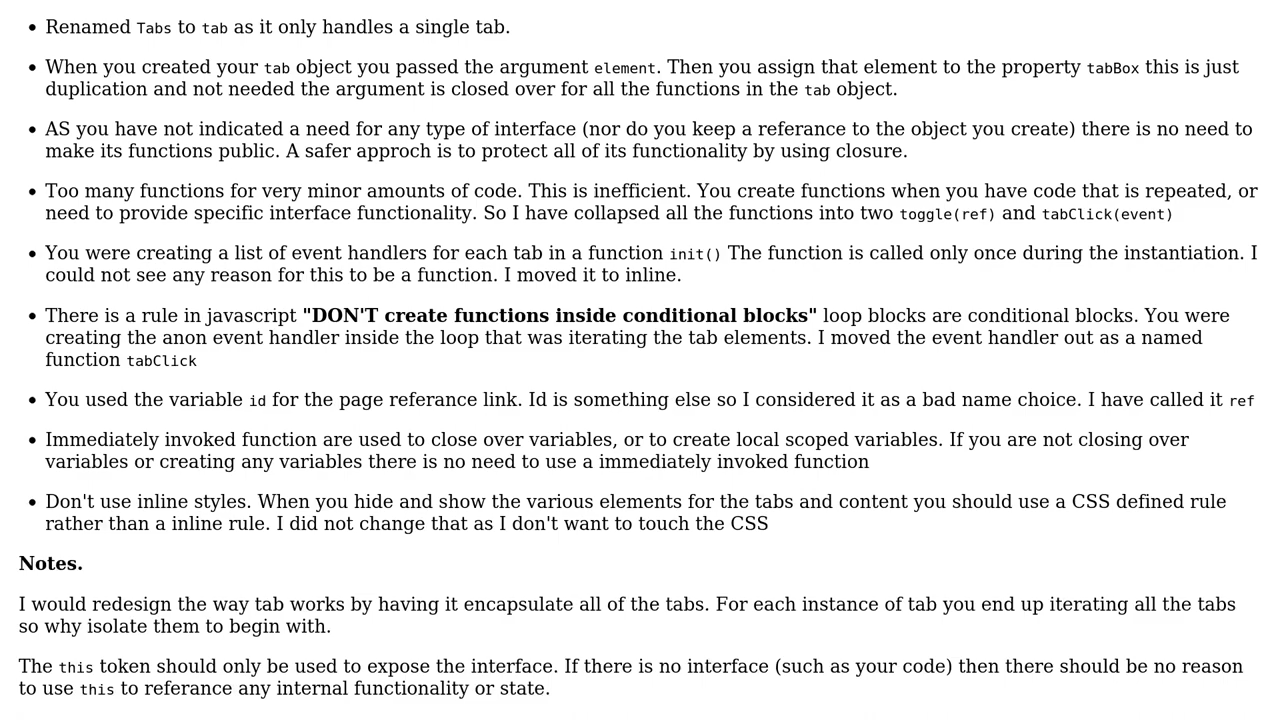 Renamed Tabs to tab as it only handles a single tab.
When you created your tab object you passed the argument element. Then you assign that element to the property tabBox this is just
duplication and not needed the argument is closed over for all the functions in the tab object.
AS you have not indicated a need for any type of interface (nor do you keep a referance to the object you create) there is no need to
make its functions public. A safer approch is to protect all of its functionality by using closure.
Too many functions for very minor amounts of code. This is inefficient. You create functions when you have code that is repeated, or
need to provide specific interface functionality. So I have collapsed all the functions into two toggle(ref) and tabClick(event)
You were creating a list of event handlers for each tab in a function init() The function is called only once during the instantiation. I
could not see any reason for this to be a function. I moved it to inline.
There is a rule in javascript "DON'T create functions inside conditional blocks" loop blocks are conditional blocks. You were
creating the anon event handler inside the loop that was iterating the tab elements. I moved the event handler out as a named
function tabClick
You used the variable id for the page referance link. Id is something else so I considered it as a bad name choice. I have called it ref
Immediately invoked function are used to close over variables, or to create local scoped variables. If you are not closing over
variables or creating any variables there is no need to use a immediately invoked function
Don't use inline styles. When you hide and show the various elements for the tabs and content you should use a CSS defined rule
rather than a inline rule. I did not change that as I don't want to touch the CSS
Notes.
I would redesign the way tab works by having it encapsulate all of the tabs. For each instance of tab you end up iterating all the tabs
so why isolate them to begin with.
The this token should only be used to expose the interface. If there is no interface (such as your code) then there should be no reason
to use this to referance any internal functionality or state.